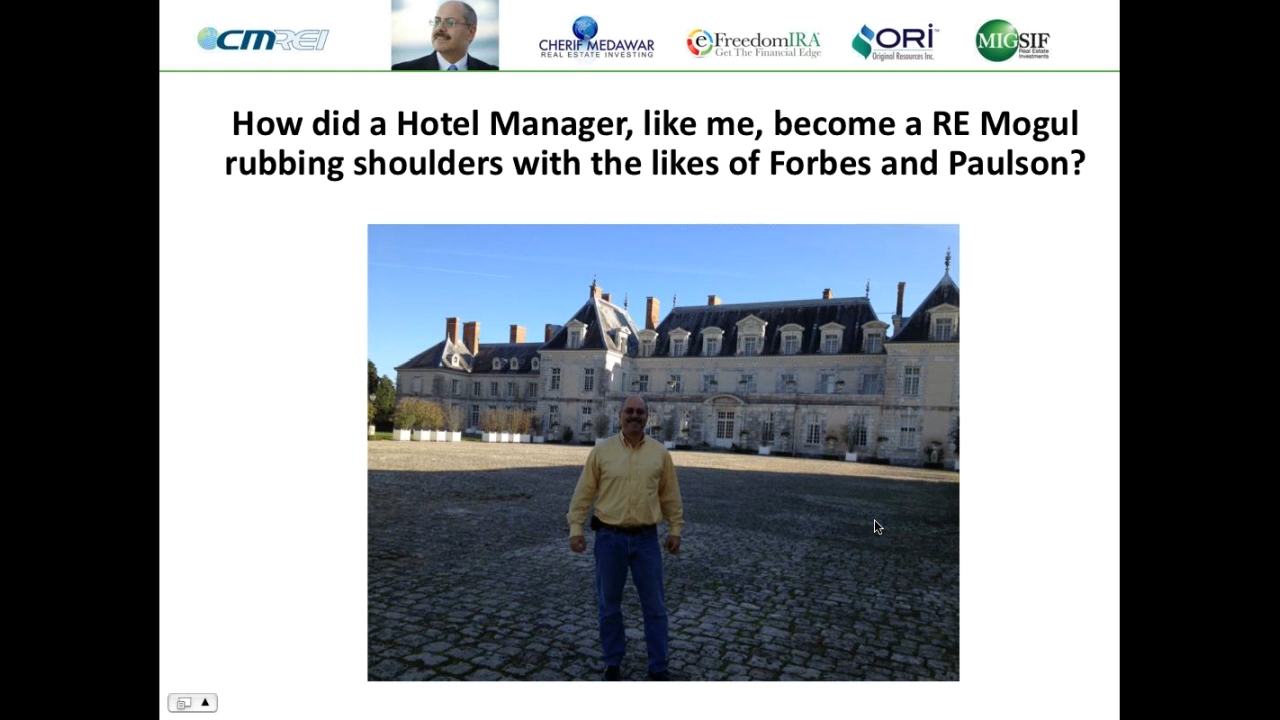 CMREI
CHERIF MEDAWAR
REAL ESTATE INVESTING
eFreedomIRA
Get The Financial Edge
ORI
Original Resources Inc.
MIGSIF
Real Estate
Investments
How did a Hotel Manager, like me, become a RE Mogul
rubbing shoulders with the likes of Forbes and Paulson?